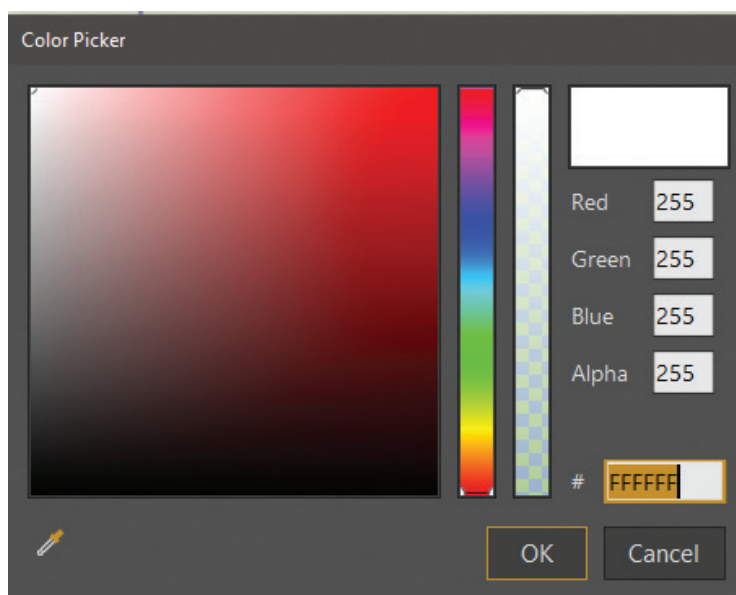 Color Picker
Red 255
Green 255
Blue 255
Alpha 255
# FFFFFF
OK Cancel